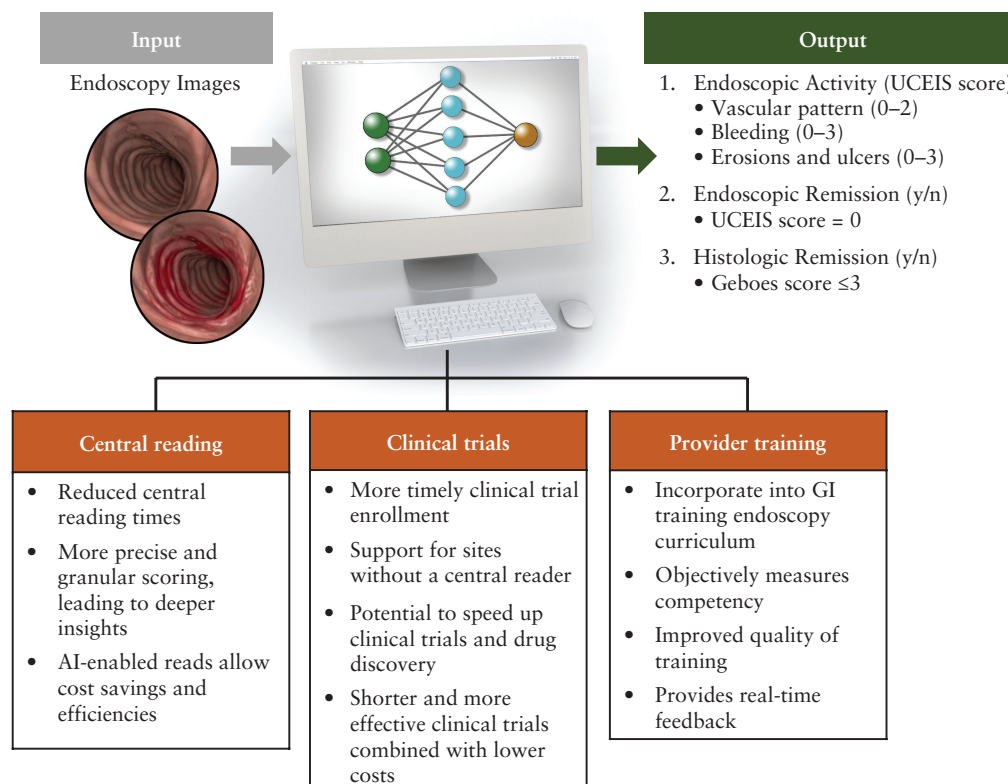 Input
Endoscopy Images
Output
1. Endoscopic Activity (UCEIS score)
• Vascular pattern (0–2)
• Bleeding (0–3)
• Erosions and ulcers (0–3)
2. Endoscopic Remission (y/n)
• UCEIS score = 0
3. Histologic Remission (y/n)
• Geboes score ≤3
Central reading
• Reduced central
reading times
• More precise and
granular scoring,
leading to deeper
insights
• AI-enabled reads allow
cost savings and
efficiencies
Clinical trials
• More timely clinical trial
enrollment
• Support for sites
without a central reader
• Potential to speed up
clinical trials and drug
discovery
• Shorter and more
effective clinical trials
combined with lower
costs
Provider training
• Incorporate into GI
training endoscopy
curriculum
• Objectively measures
competency
• Improved quality of
training
• Provides real-time
feedback